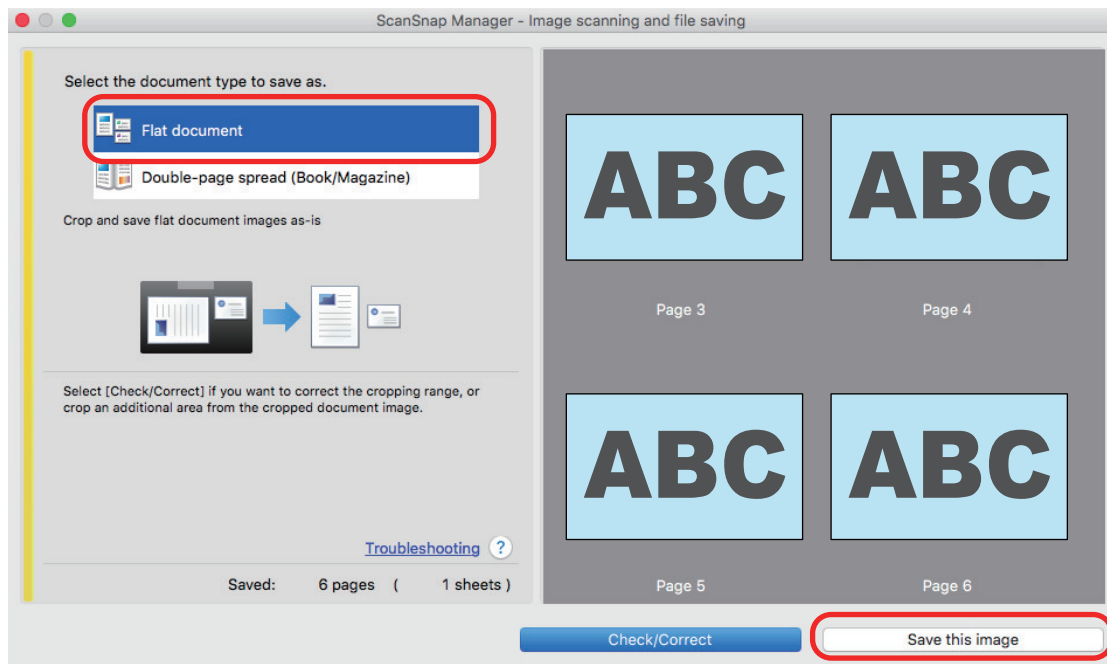 ScanSnap Manager - Image scanning and file saving
Select the document type to save as.
Flat document
Double-page spread (Book/Magazine)
Crop and save flat document images as-is
Select [Check/Correct] if you want to correct the cropping range, or
crop an additional area from the cropped document image.
Troubleshooting ?
Saved: 6 pages ( 1 sheets )
ABC ABC
Page 3 Page 4
ABC ABC
Page 5 Page 6
Check/Correct Save this image